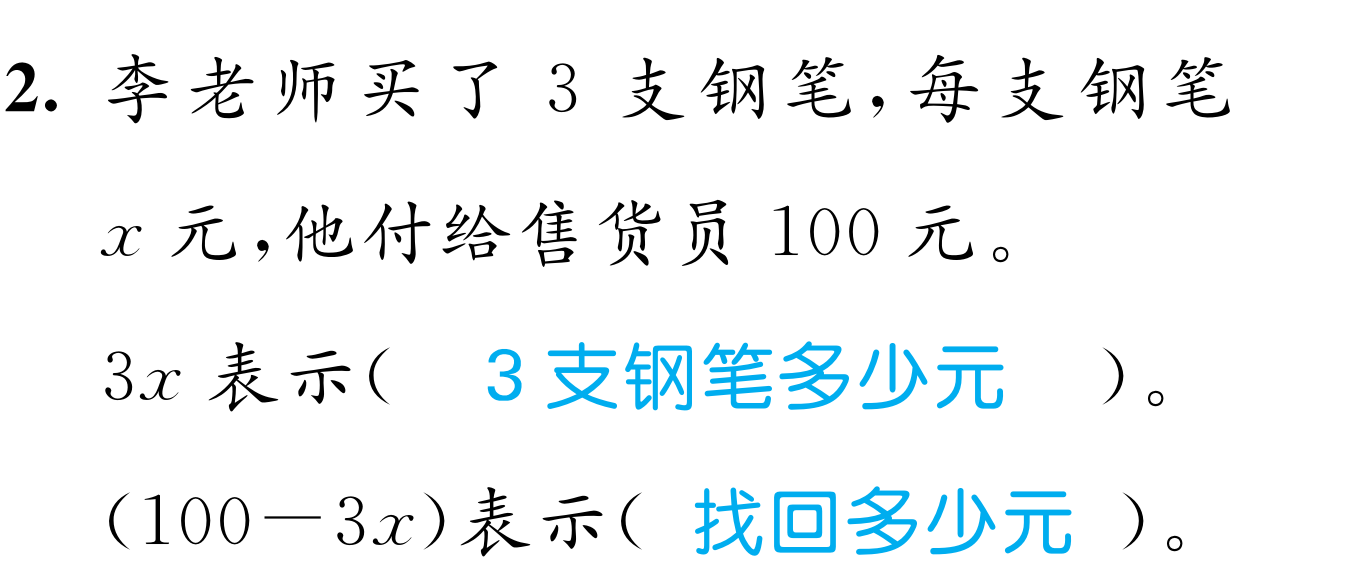 2. 李老师买了 3 支钢笔,每支钢笔
x 元,他付给售货员 100 元。
3x 表示( 3 支钢笔多少元 )。
(100-3x)表示( 找回多少元 )。